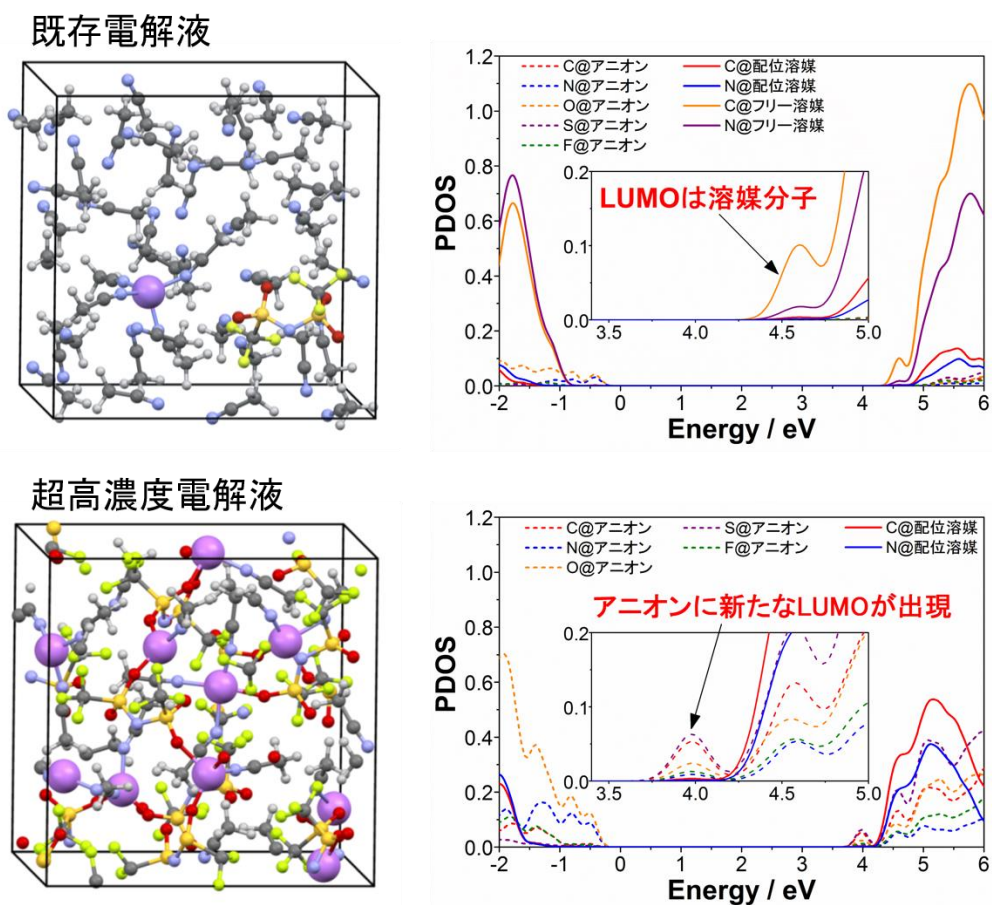 既存電解液
PDOS
1.2
1.0
0.8
0.6
0.4
0.2
0.0
C@アニオン
N@アニオン
O@アニオン
S@アニオン
F@アニオン
C@配位溶媒
N@配位溶媒
C@フリー溶媒
N@フリー溶媒
LUMOは溶媒分子
0.2
0.1
0.0
3.5 4.0 4.5 5.0
-2 -1 0 1 2 3 4 5 6
Energy / eV
超高濃度電解液
PDOS
1.2
1.0
0.8
0.6
0.4
0.2
0.0
C@アニオン
N@アニオン
O@アニオン
S@アニオン
F@アニオン
C@配位溶媒
N@配位溶媒
アニオンに新たなLUMOが出現
0.2
0.1
0.0
3.5 4.0 4.5 5.0
-2 -1 0 1 2 3 4 5 6
Energy / eV